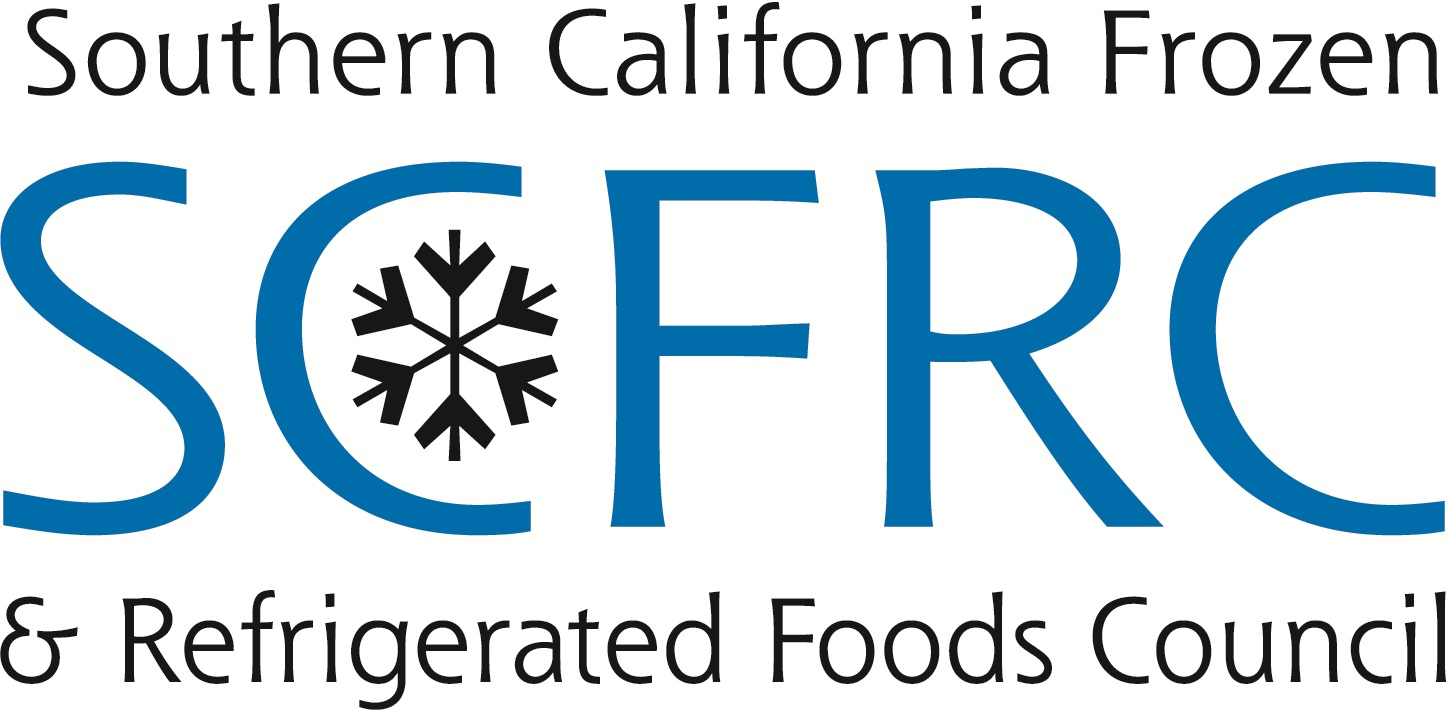 Southern California Frozen
SCFRC
& Refrigerated Foods Council